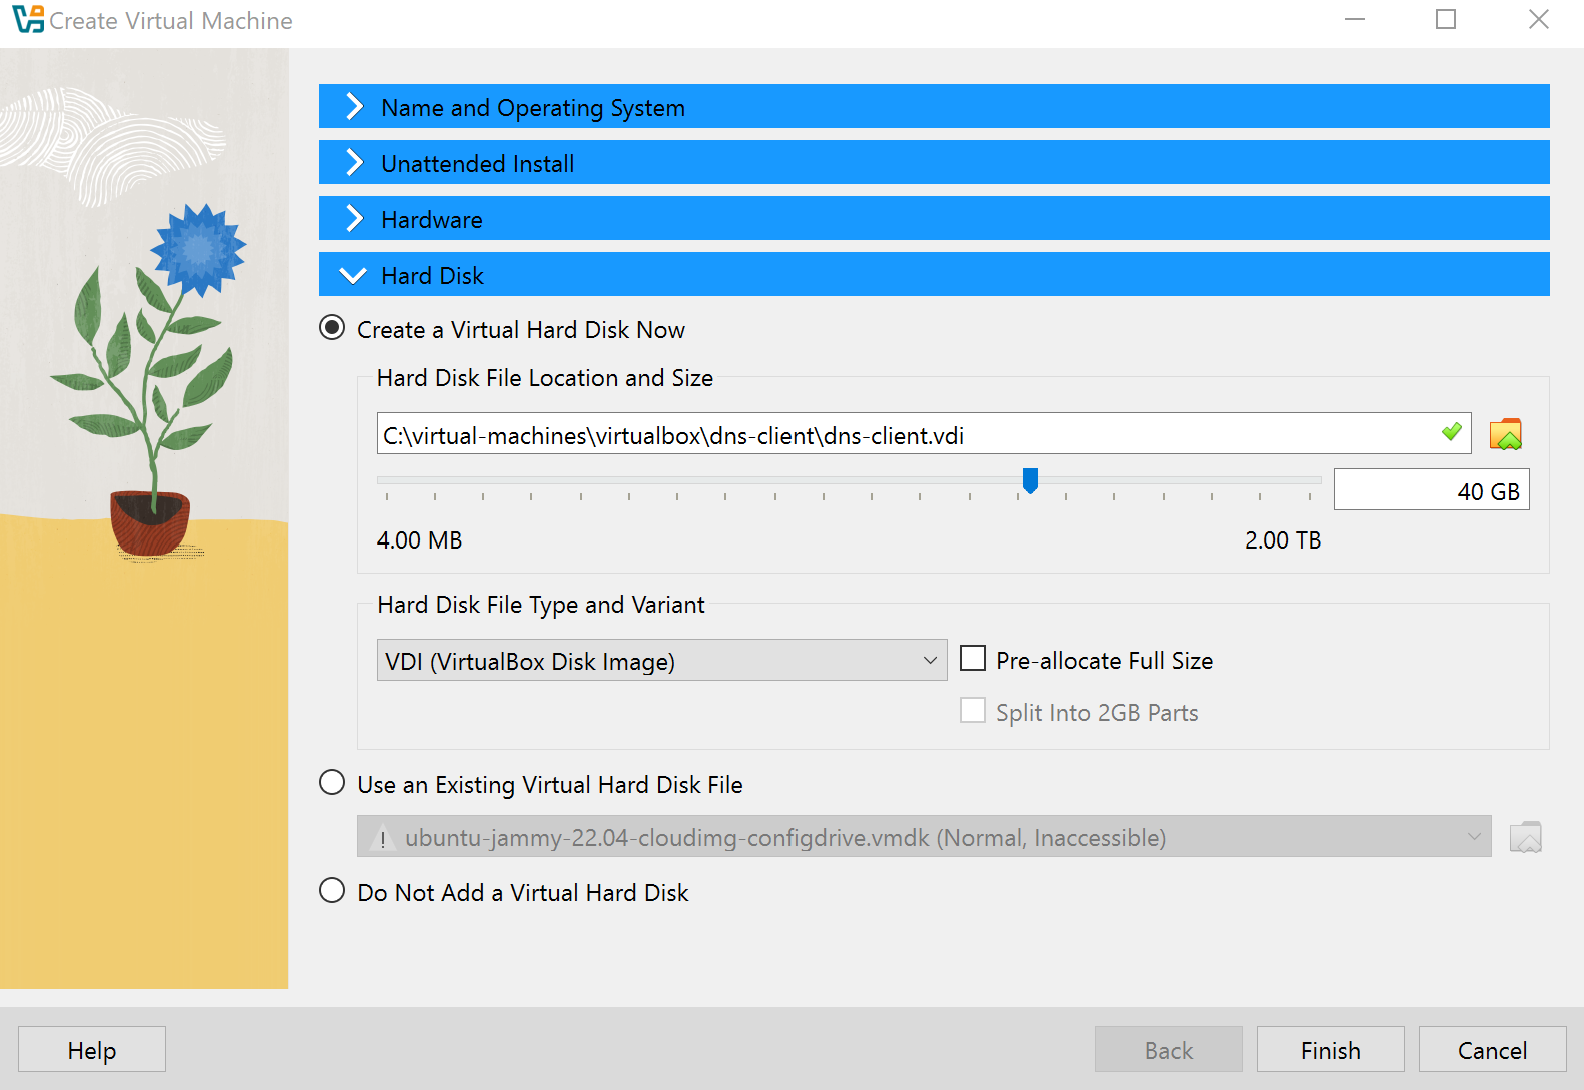 Create Virtual Machine
Name and Operating System
Unattended Install
Hardware
Hard Disk
Create a Virtual Hard Disk Now
Hard Disk File Location and Size
C:\virtual-machines\virtualbox\dns-client\dns-client.vdi
40 GB
4.00 MB
2.00 TB
Hard Disk File Type and Variant
VDI (VirtualBox Disk Image)
Pre-allocate Full Size
Split Into 2GB Parts
Use an Existing Virtual Hard Disk File
ubuntu-jammy-22.04-cloudimg-configdrive.vmdk (Normal, Inaccessible)
Do Not Add a Virtual Hard Disk
Help
Back
Finish
Cancel